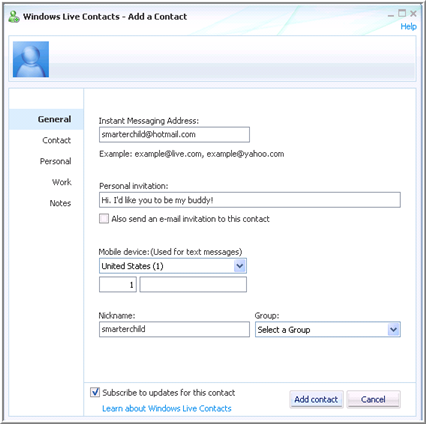 Windows Live Contacts - Add a Contact
Help
General
Contact
Personal
Work
Notes
Instant Messaging Address:
smarterchild@hotmail.com
Example: example@live.com, example@yahoo.com
Personal invitation:
Hi. I'd like you to be my buddy!
Also send an e-mail invitation to this contact
Mobile device:(Used for text messages)
United States (1)
1
Nickname: Group:
smarterchild Select a Group
Subscribe to updates for this contact
Add contact Cancel
Learn about Windows Live Contacts